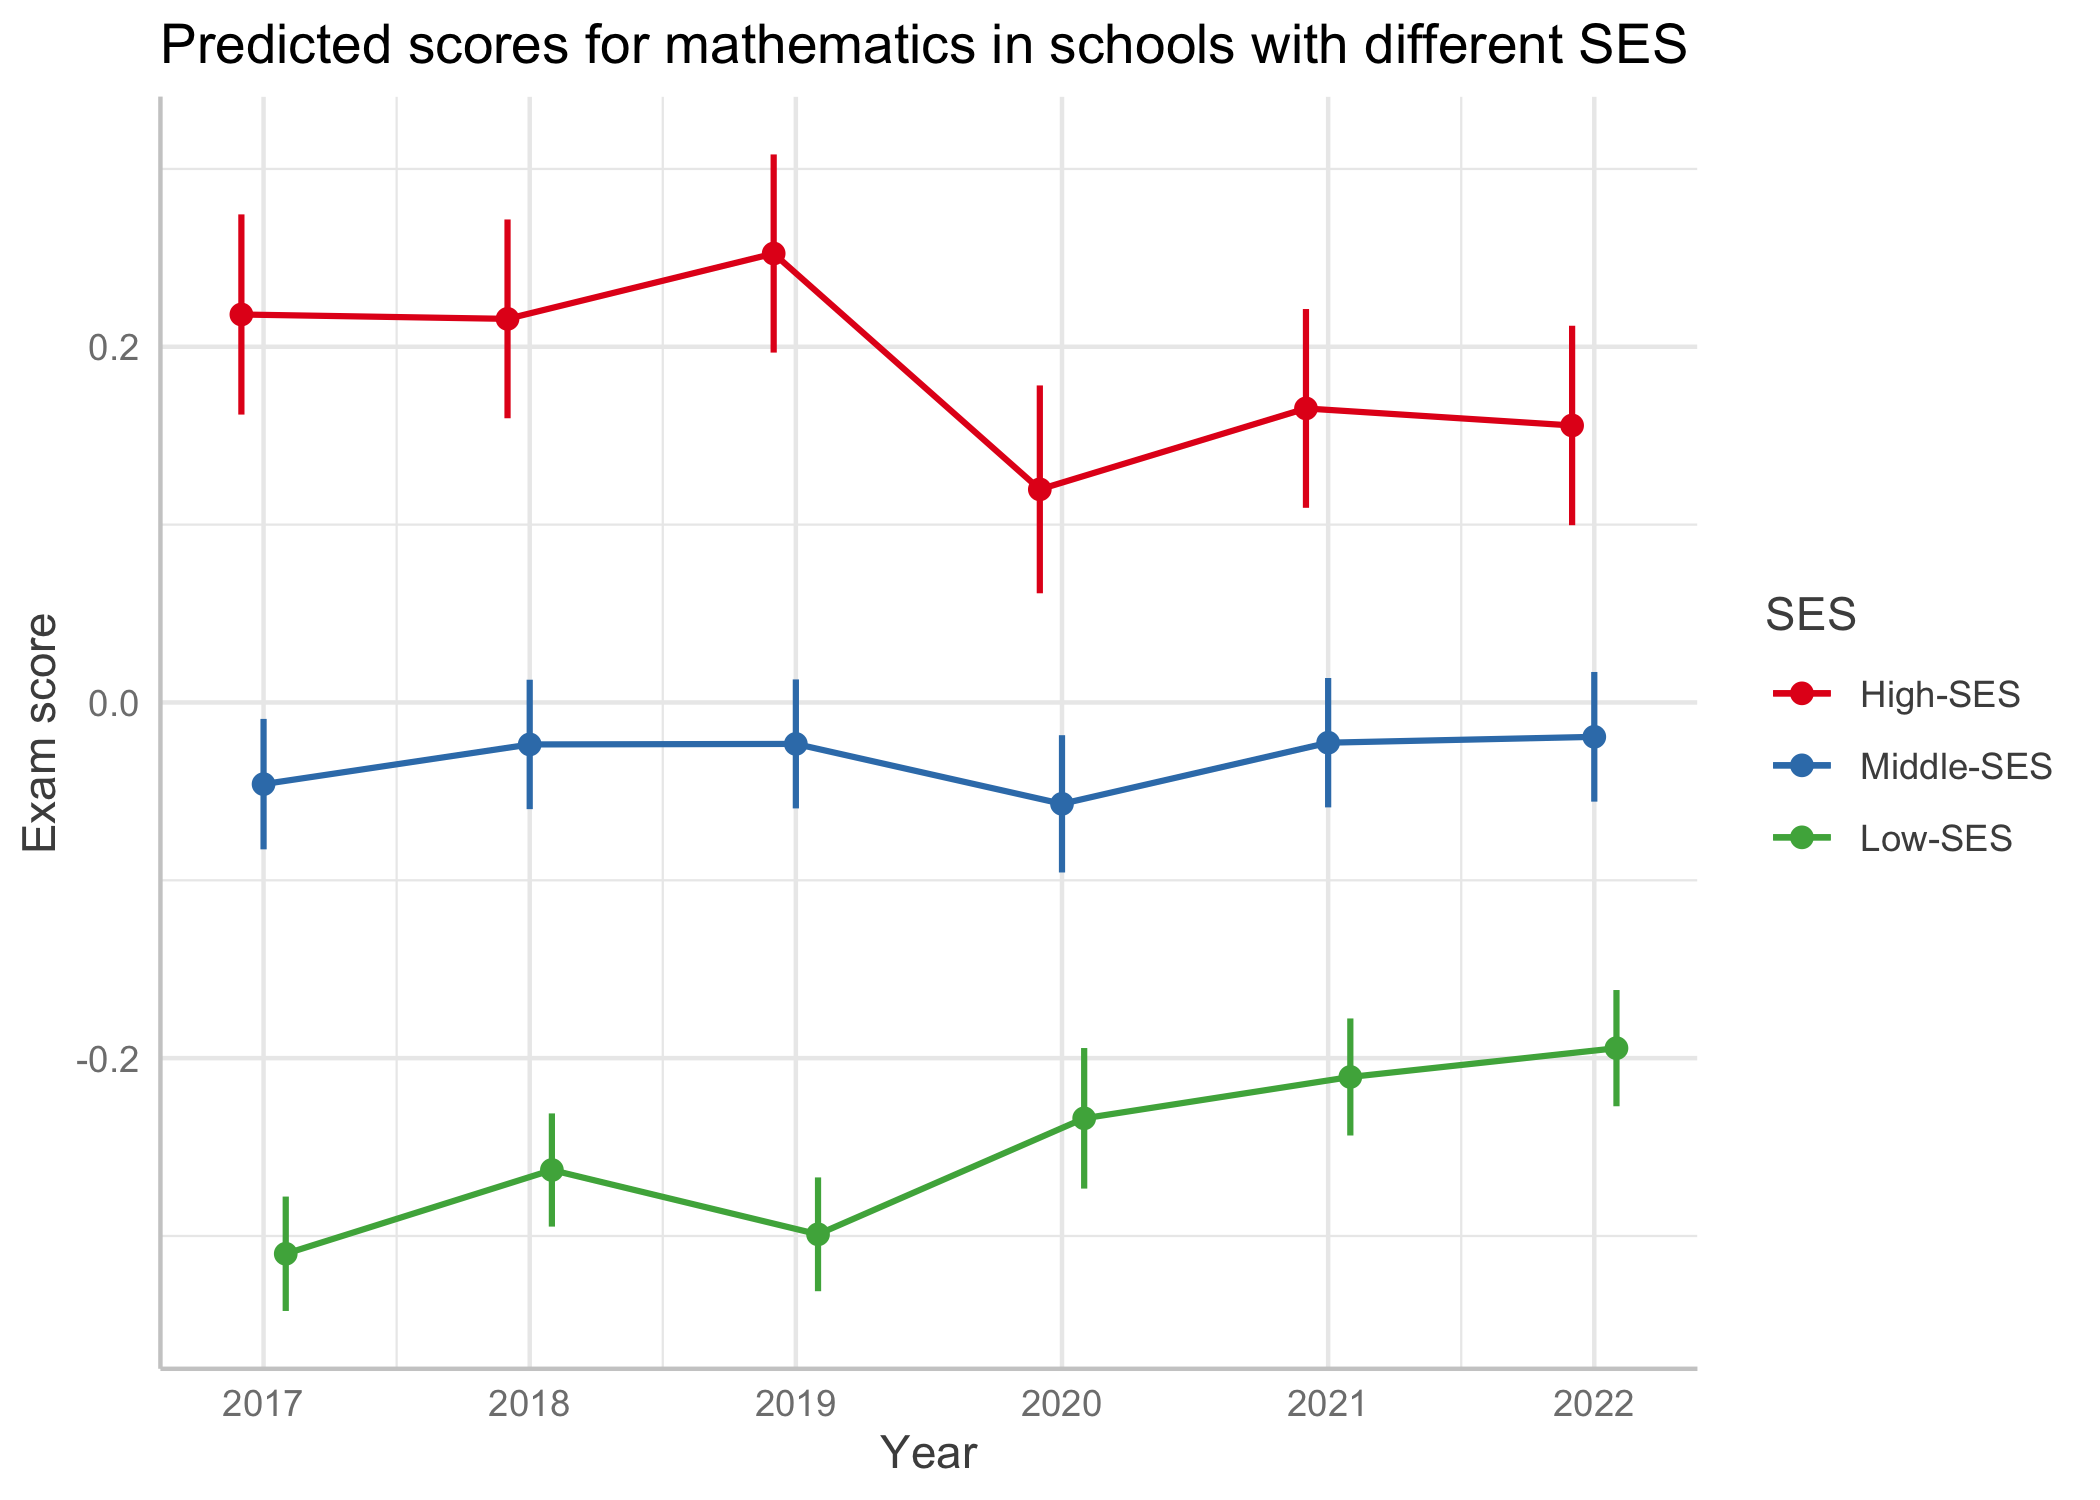 Predicted scores for mathematics in schools with different SES
Exam score
0.2
0.0
-0.2
2017 2018 2019 2020 2021 2022
Year
SES
High-SES
Middle-SES
Low-SES